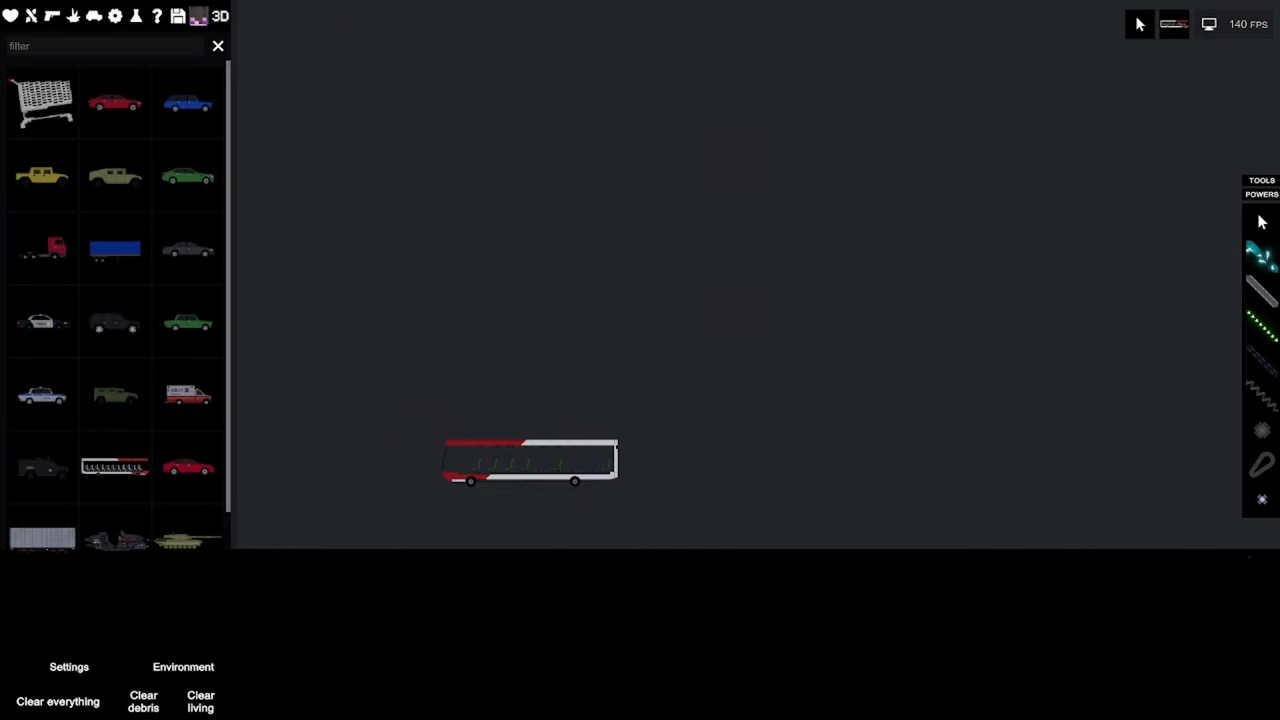 3D
140 FPS
filter
TOOLS
POWERS
Settings
Environment
Clear everything
Clear
debris
Clear
living